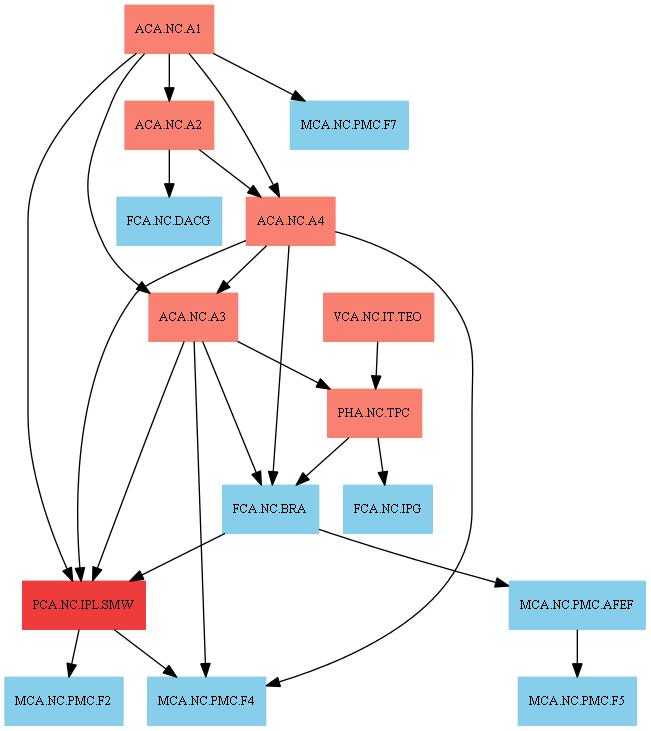 ACA.NC.A1
ACA.NC.A2
MCA.NC.PMC.F7
FCA.NC.DACG
ACA.NC.A4
ACA.NC.A3
VCA.NC.IT.TEO
PHA.NC.TPC
FCA.NC.BRA
FCA.NC.IPG
PCA.NC.IPL.SMW
MCA.NC.PMC.AFEF
MCA.NC.PMC.F2
MCA.NC.PMC.F4
MCA.NC.PMC.F5